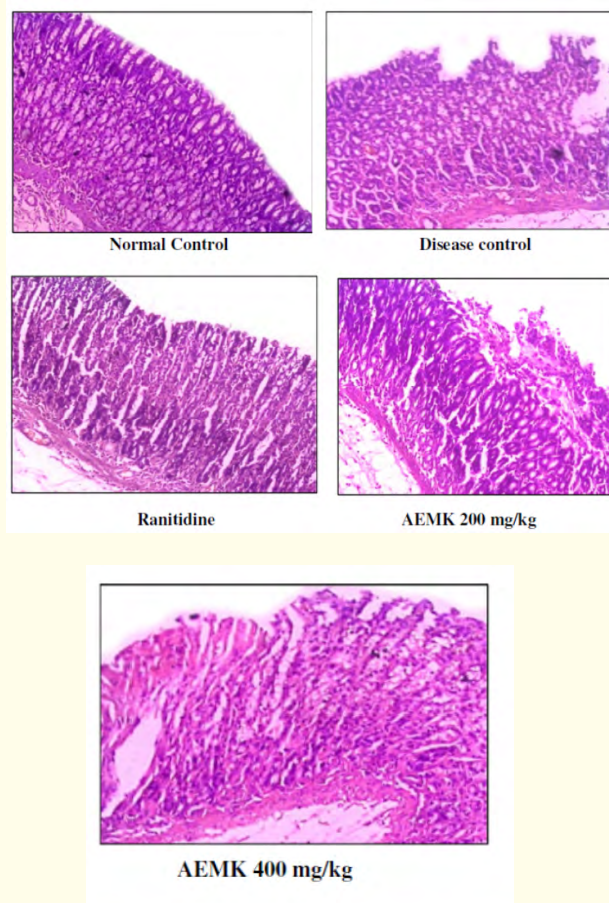 Normal Control
Disease control
Ranitidine
AEMK 200 mg/kg
AEMK 400 mg/kg